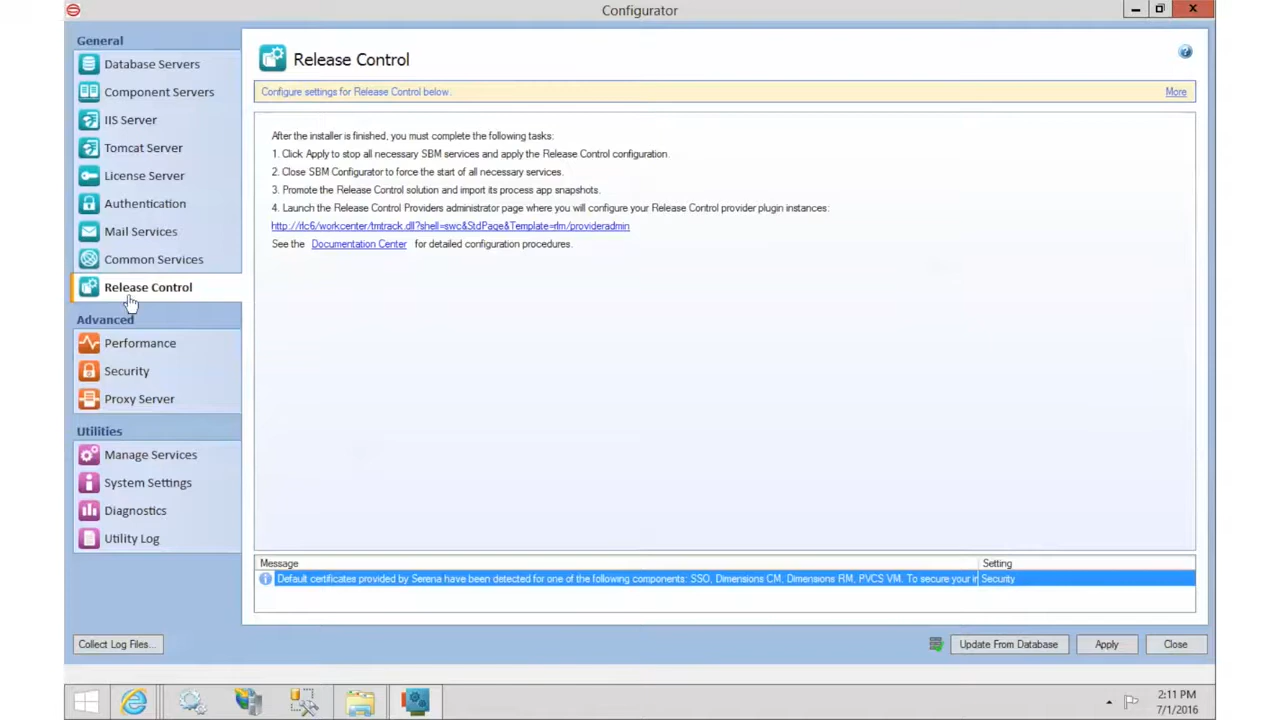 Configurator
General
Database Servers
Component Servers
IIS Server
Tomcat Server
License Server
Authentication
Mail Services
Common Services
Release Control
Advanced
Performance
Security
Proxy Server
Utilities
Manage Services
System Settings
Diagnostics
Utility Log
Release Control
Configure settings for Release Control below.
More
After the installer is finished, you must complete the following tasks:
1. Click Apply to stop all necessary SBM services and apply the Release Control configuration.
2. Close SBM Configurator to force the start of all necessary services.
3. Promote the Release Control solution and import its process app snapshots.
4. Launch the Release Control Providers administrator page where you will configure your Release Control provider plugin instances:
http://rlc6/workcenter/tmtrack.dll?shell=swc&StdPage&Template=rlm/provideradmin
See the Documentation Center for detailed configuration procedures.
Message Setting
Default certificates provided by Serena have been detected for one of the following components: SSO, Dimensions CM, Dimensions RM, PVCS VM. To secure your Security
Collect Log Files...
Update From Database
Apply
Close
2:11 PM
7/1/2016